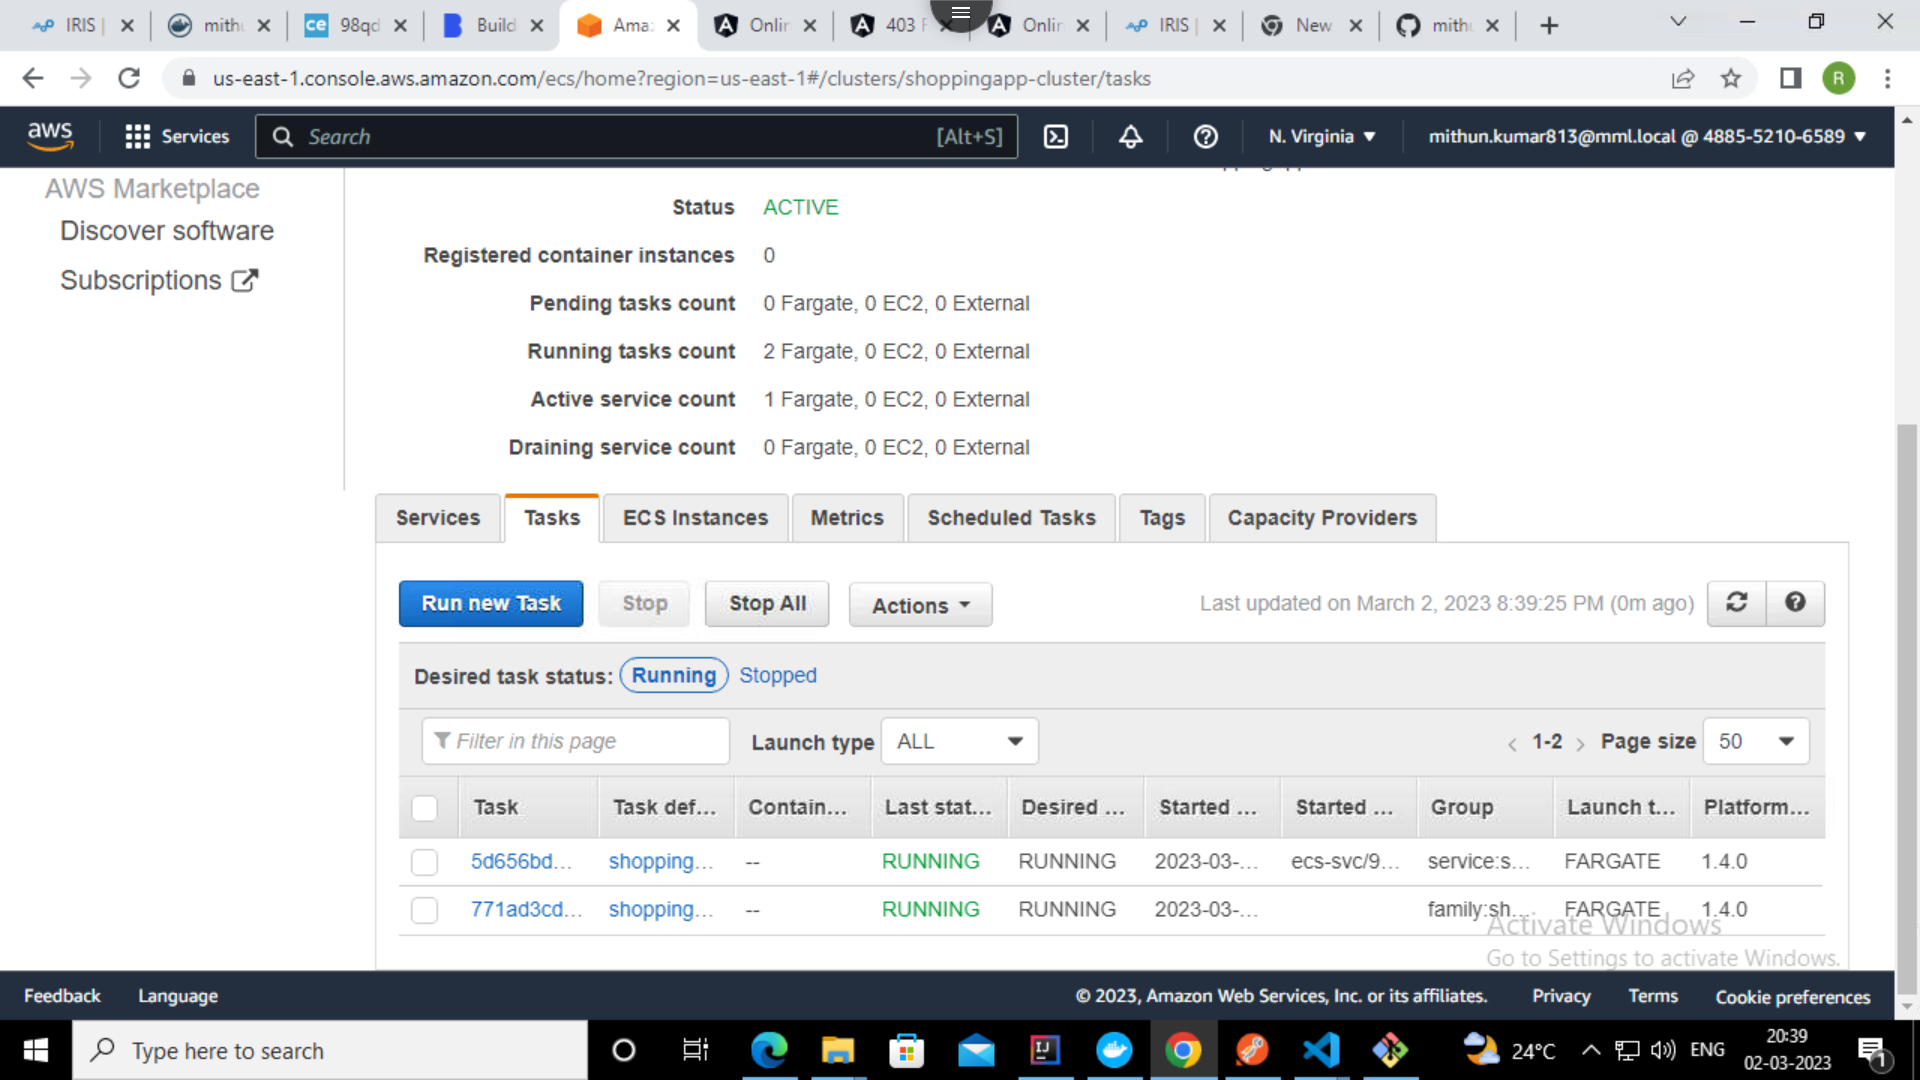 IRIS |
mith
98qd
Build
Ama
Onlin
403 F
Onlin
IRIS |
New
mith
us-east-1.console.aws.amazon.com/ecs/home?region=us-east-1#/clusters/shoppingapp-cluster/tasks
R
aws
Services
Search
[Alt+S]
N. Virginia
mithun.kumar813@mml.local @ 4885-5210-6589
AWS Marketplace
Discover software
Subscriptions
Status ACTIVE
Registered container instances 0
Pending tasks count 0 Fargate, 0 EC2, 0 External
Running tasks count 2 Fargate, 0 EC2, 0 External
Active service count 1 Fargate, 0 EC2, 0 External
Draining service count 0 Fargate, 0 EC2, 0 External
Services Tasks ECS Instances Metrics Scheduled Tasks Tags Capacity Providers
Run new Task Stop Stop All Actions Last updated on March 2, 2023 8:39:25 PM (0m ago)
Desired task status: Running Stopped
Filter in this page Launch type ALL < 1-2 > Page size 50
Task Task def... Contain... Last stat... Desired ... Started ... Started ... Group Launch t... Platform...
5d656bd... shopping... -- RUNNING RUNNING 2023-03-... ecs-svc/9... service:s... FARGATE 1.4.0
771ad3cd... shopping... -- RUNNING RUNNING 2023-03-... family:sh... FARGATE 1.4.0
Activate Windows
Go to Settings to activate Windows.
Feedback Language © 2023, Amazon Web Services, Inc. or its affiliates. Privacy Terms Cookie preferences
Type here to search
IJ
24°C
ENG
20:39
02-03-2023
1